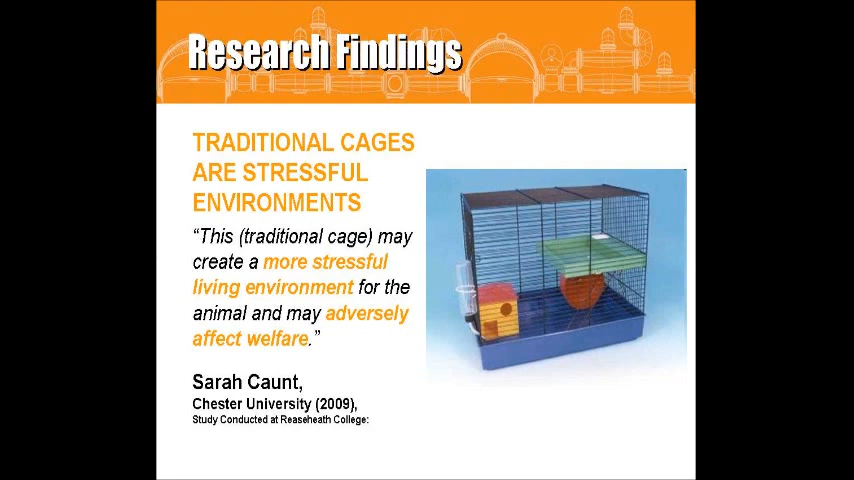 Research Findings
TRADITIONAL CAGES
ARE STRESSFUL
ENVIRONMENTS
“This (traditional cage) may
create a more stressful
living environment for the
animal and may adversely
affect welfare.”
Sarah Caunt,
Chester University (2009),
Study Conducted at Reaseheath College: